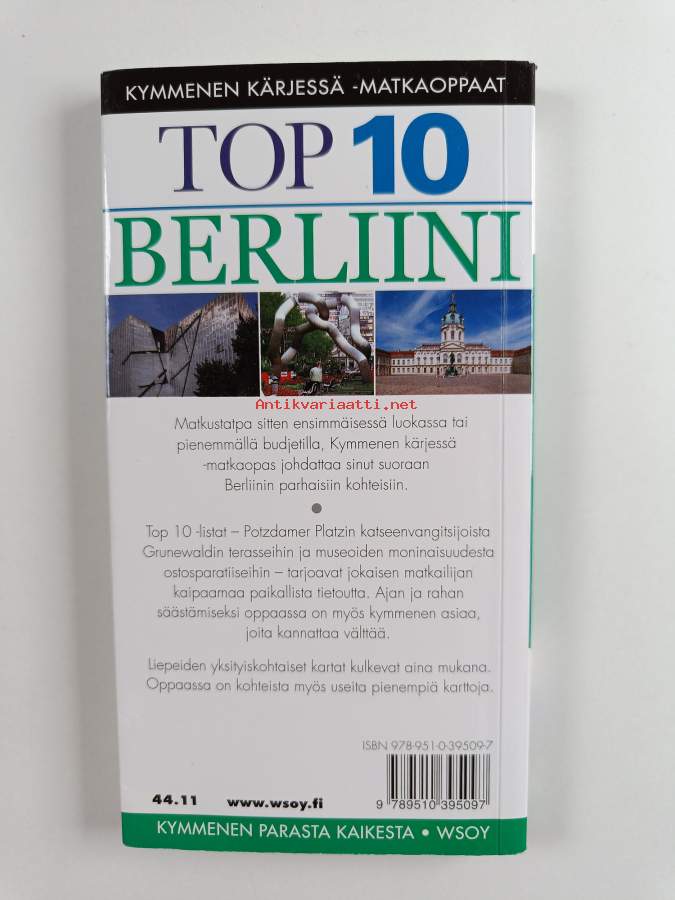 KYMMENEN KÄRJESSÄ -MATKAOPPAAT
TOP 10
BERLIINI
Antikvariaatti.net
Matkustatpa sitten ensimmäisessä luokassa tai
pienemmällä budjetilla, Kymmenen kärjessä
-matkaopas johdattaa sinut suoraan
Berliinin parhaisiin kohteisiin.
Top 10 -listat – Potzdamer Platzin katseenvangitsijoista
Grunewaldin terasseihin ja museoiden moninaisuudesta
ostosparatiiseihin – tarjoavat jokaisen matkailijan
kaipaamaa paikallista tietoutta. Ajan ja rahan
säästämiseksi oppaassa on myös kymmenen asiaa,
joita kannattaa välttää.
Liepeiden yksityiskohtaiset kartat kulkevat aina mukana.
Oppaassa on kohteista myös useita pienempiä karttoja.
ISBN 978-951-0-39509-7
44.11 www.wsoy.fi
9 789510 395097
KYMMENEN PARASTA KAIKESTA • WSOY